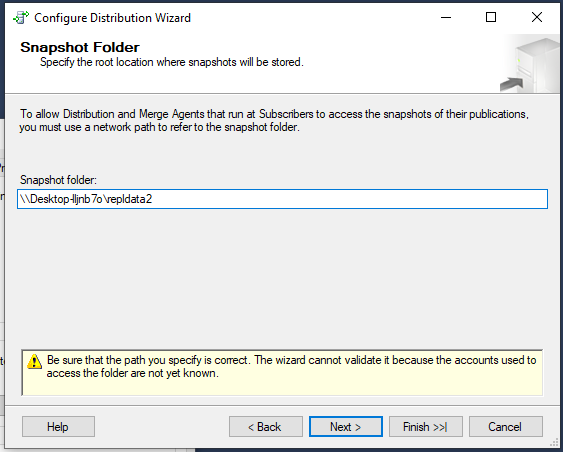 Configure Distribution Wizard
Snapshot Folder
Specify the root location where snapshots will be stored.
To allow Distribution and Merge Agents that run at Subscribers to access the snapshots of their publications,
you must use a network path to refer to the snapshot folder.
Snapshot folder:
\\Desktop-lljnb7o\repldata2
Be sure that the path you specify is correct. The wizard cannot validate it because the accounts used to
access the folder are not yet known.
Help
< Back
Next >
Finish >>|
Cancel